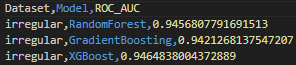 Dataset,Model,ROC_AUC
irregular,RandomForest,0.9456807791691513
irregular,GradientBoosting,0.9421268137547207
irregular,XGBoost,0.9464838004372889